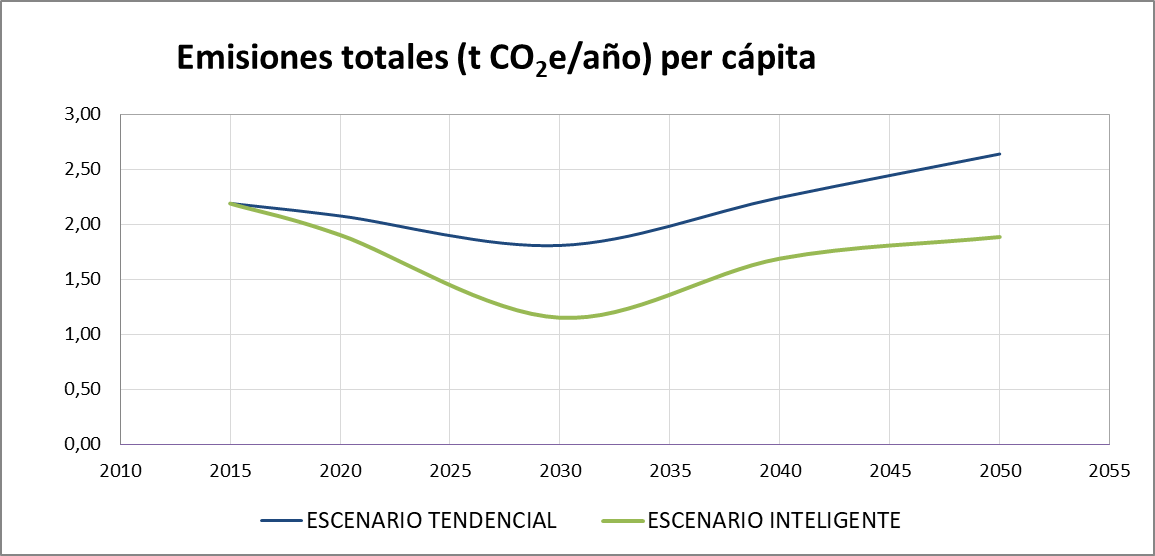 Emisiones totales (t CO₂e/año) per cápita
3,00
2,50
2,00
1,50
1,00
0,50
0,00
2010 2015 2020 2025 2030 2035 2040 2045 2050 2055
ESCENARIO TENDENCIAL ESCENARIO INTELIGENTE